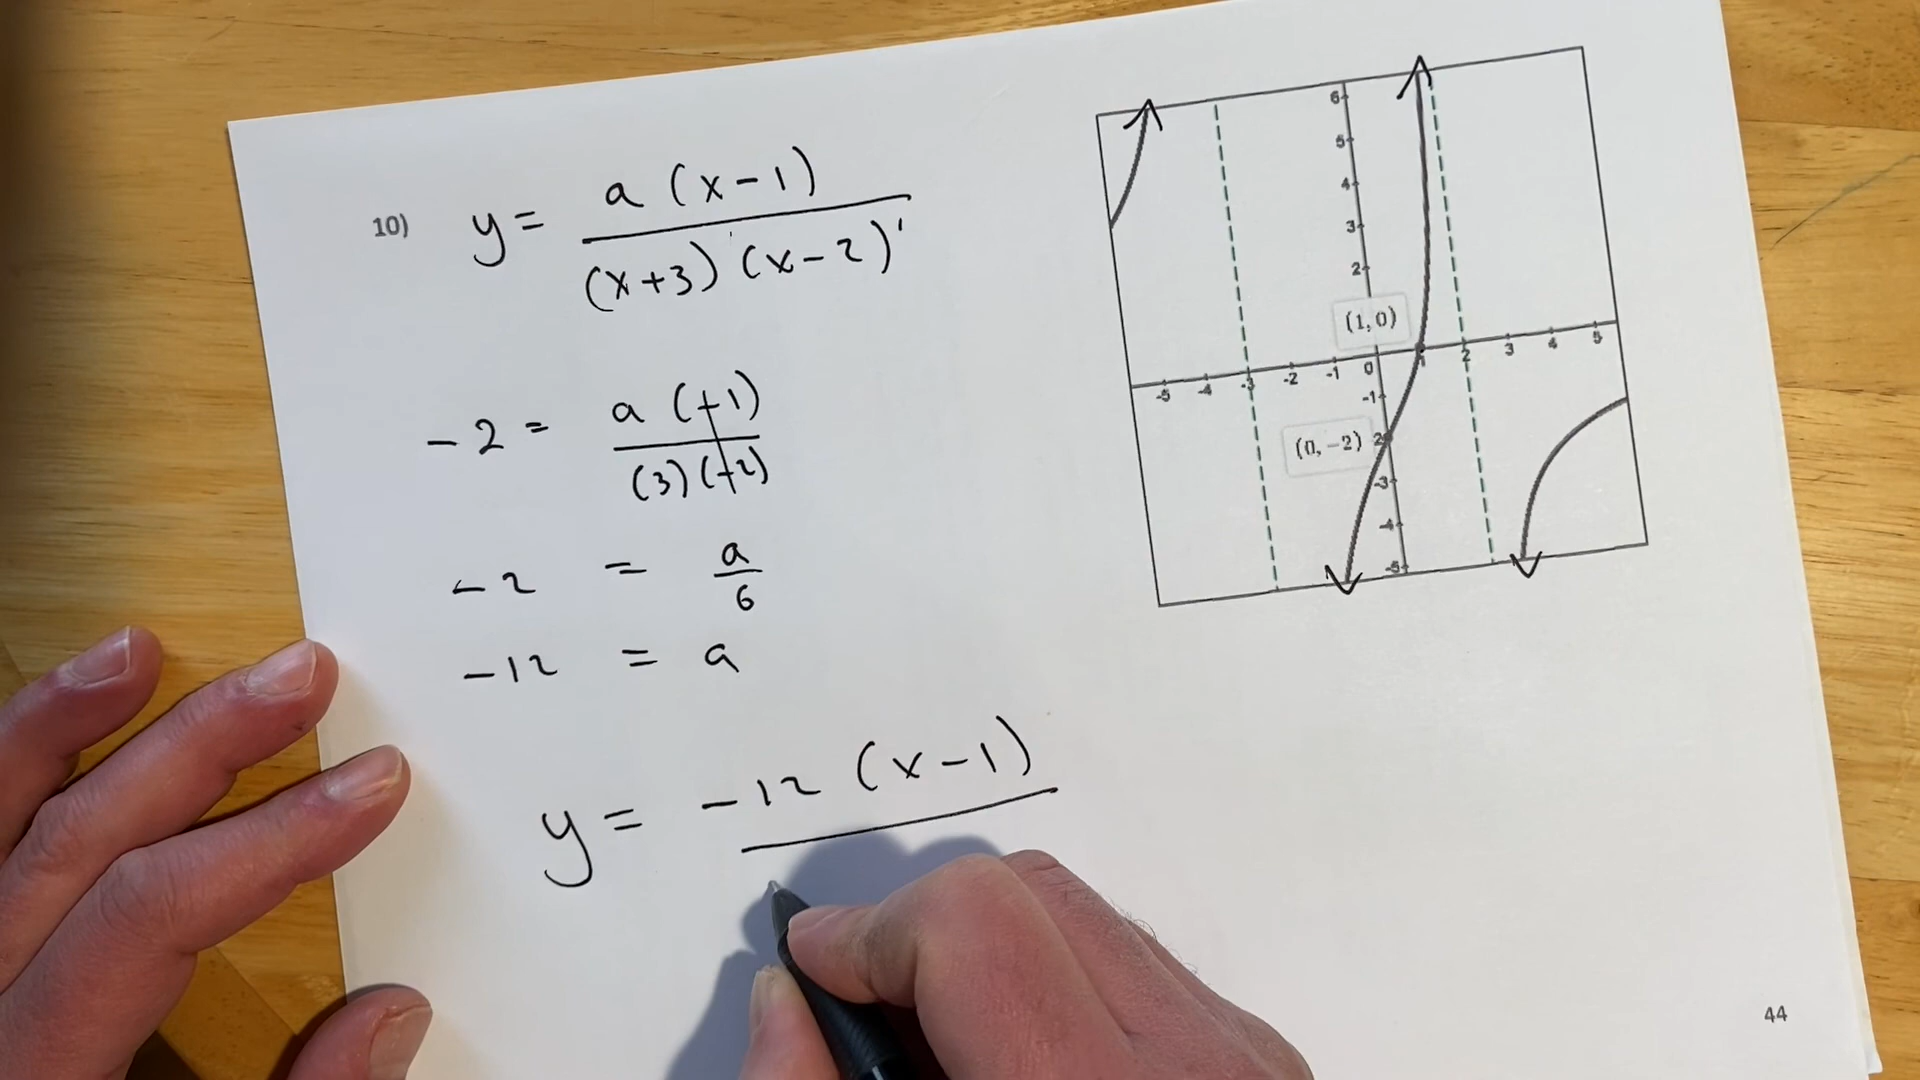 10) y = a (x-1)
(x+3)' (x-2)'
-2 = a (-1)
(3)(-2)
-2 = a
6
-12 = a
y = -12 (x-1)
6
5
4
3
2
(1, 0)
-5 -4 -3 -2 -1 0 1 2 3 4 5
-1
(0, -2) 2
-3
-4
-5
44